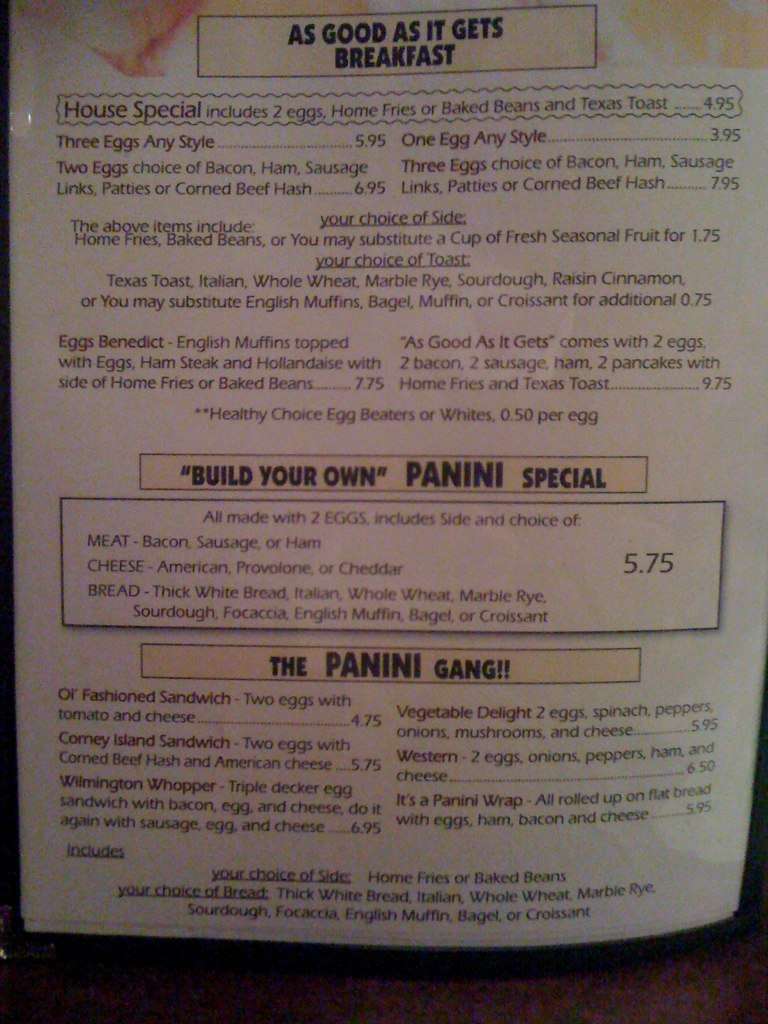 AS GOOD AS IT GETS
BREAKFAST
House Special includes 2 eggs, Home Fries or Baked Beans and Texas Toast ...... 4.95
Three Eggs Any Style .................................... 5.95
Two Eggs choice of Bacon, Ham, Sausage
Links, Patties or Corned Beef Hash ......... 6.95
One Egg Any Style .......................................... 3.95
Three Eggs choice of Bacon, Ham, Sausage
Links, Patties or Corned Beef Hash .......... 7.95
your choice of Side:
The above items include:
Home Fries, Baked Beans, or You may substitute a Cup of Fresh Seasonal Fruit for 1.75
your choice of Toast:
Texas Toast, Italian, Whole Wheat, Marble Rye, Sourdough, Raisin Cinnamon,
or You may substitute English Muffins, Bagel, Muffin, or Croissant for additional 0.75
Eggs Benedict - English Muffins topped
with Eggs, Ham Steak and Hollandaise with
side of Home Fries or Baked Beans ......... 7.75
"As Good As It Gets" comes with 2 eggs,
2 bacon, 2 sausage, ham, 2 pancakes with
Home Fries and Texas Toast ...................... 9.75
**Healthy Choice Egg Beaters or Whites, 0.50 per egg
"BUILD YOUR OWN" PANINI SPECIAL
All made with 2 EGGS, includes Side and choice of:
MEAT - Bacon, Sausage, or Ham
CHEESE - American, Provolone, or Cheddar
5.75
BREAD - Thick White Bread, Italian, Whole Wheat, Marble Rye,
Sourdough, Focaccia, English Muffin, Bagel, or Croissant
THE PANINI GANG!!
Ol' Fashioned Sandwich - Two eggs with
tomato and cheese ....................................... 4.75
Corney Island Sandwich - Two eggs with
Corned Beef Hash and American cheese .... 5.75
Wilmington Whopper - Triple decker egg
sandwich with bacon, egg, and cheese, do it
again with sausage, egg, and cheese ...... 6.95
Vegetable Delight 2 eggs, spinach, peppers,
onions, mushrooms, and cheese ............... 5.95
Western - 2 eggs, onions, peppers, ham, and
cheese ............................................................ 6.50
It's a Panini Wrap - All rolled up on flat bread
with eggs, ham, bacon and cheese ......... 5.95
Includes
your choice of Side: Home Fries or Baked Beans
your choice of Bread: Thick White Bread, Italian, Whole Wheat, Marble Rye,
Sourdough, Focaccia, English Muffin, Bagel, or Croissant